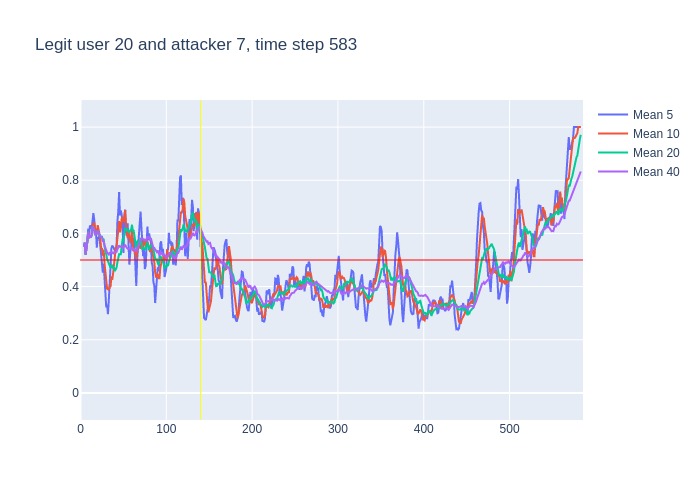 Legit user 20 and attacker 7, time step 583
Mean 5
Mean 10
Mean 20
Mean 40
1
0.8
0.6
0.4
0.2
0
0 100 200 300 400 500